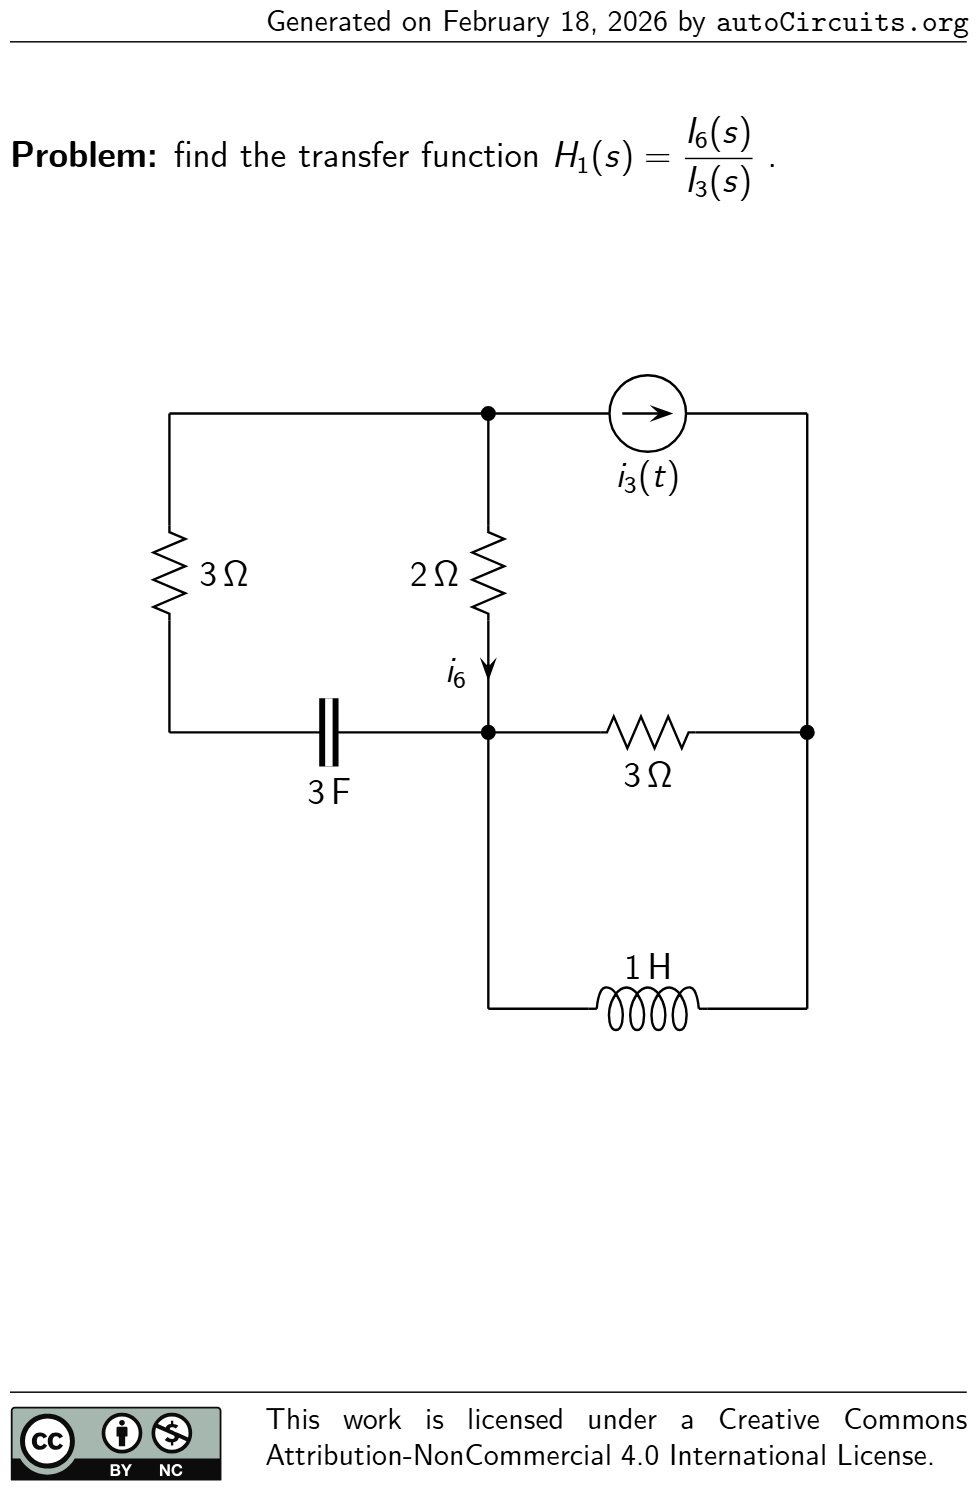 Generated on February 18, 2026 by autoCircuits.org
Problem: find the transfer function H₁(s) = I₆(s)/I₃(s) .
i₃(t)
3 Ω
2 Ω
i₆
3 Ω
3 F
1 H
This work is licensed under a Creative Commons
Attribution-NonCommercial 4.0 International License.
cc
BY NC